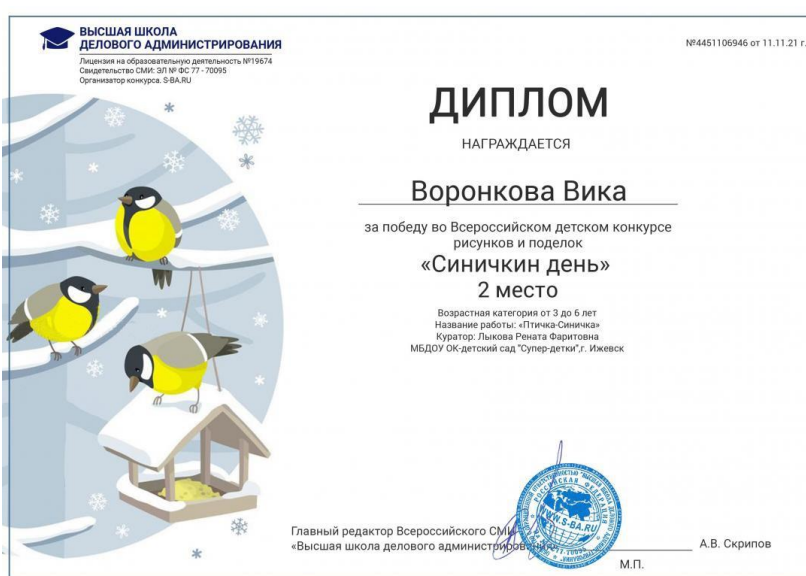 ВЫСШАЯ ШКОЛА
ДЕЛОВОГО АДМИНИСТРИРОВАНИЯ
Лицензия на образовательную деятельность №19674
Свидетельство СМИ: ЭЛ № ФС 77 - 70095
Организатор конкурса. S-BA.RU
№4451106946 от 11.11.21 г.
ДИПЛОМ
НАГРАЖДАЕТСЯ
Воронкова Вика
за победу во Всероссийском детском конкурсе
рисунков и поделок
«Синичкин день»
2 место
Возрастная категория от 3 до 6 лет
Название работы: «Птичка-Синичка»
Куратор: Лыкова Рената Фаритовна
МБДОУ ОК-детский сад "Супер-детки",г. Ижевск
Главный редактор Всероссийского СМИ
«Высшая школа делового администрирования»
А.В. Скрипов
М.П.
РОССИЙСКАЯ ФЕДЕРАЦИЯ
WWW.S-BA.RU